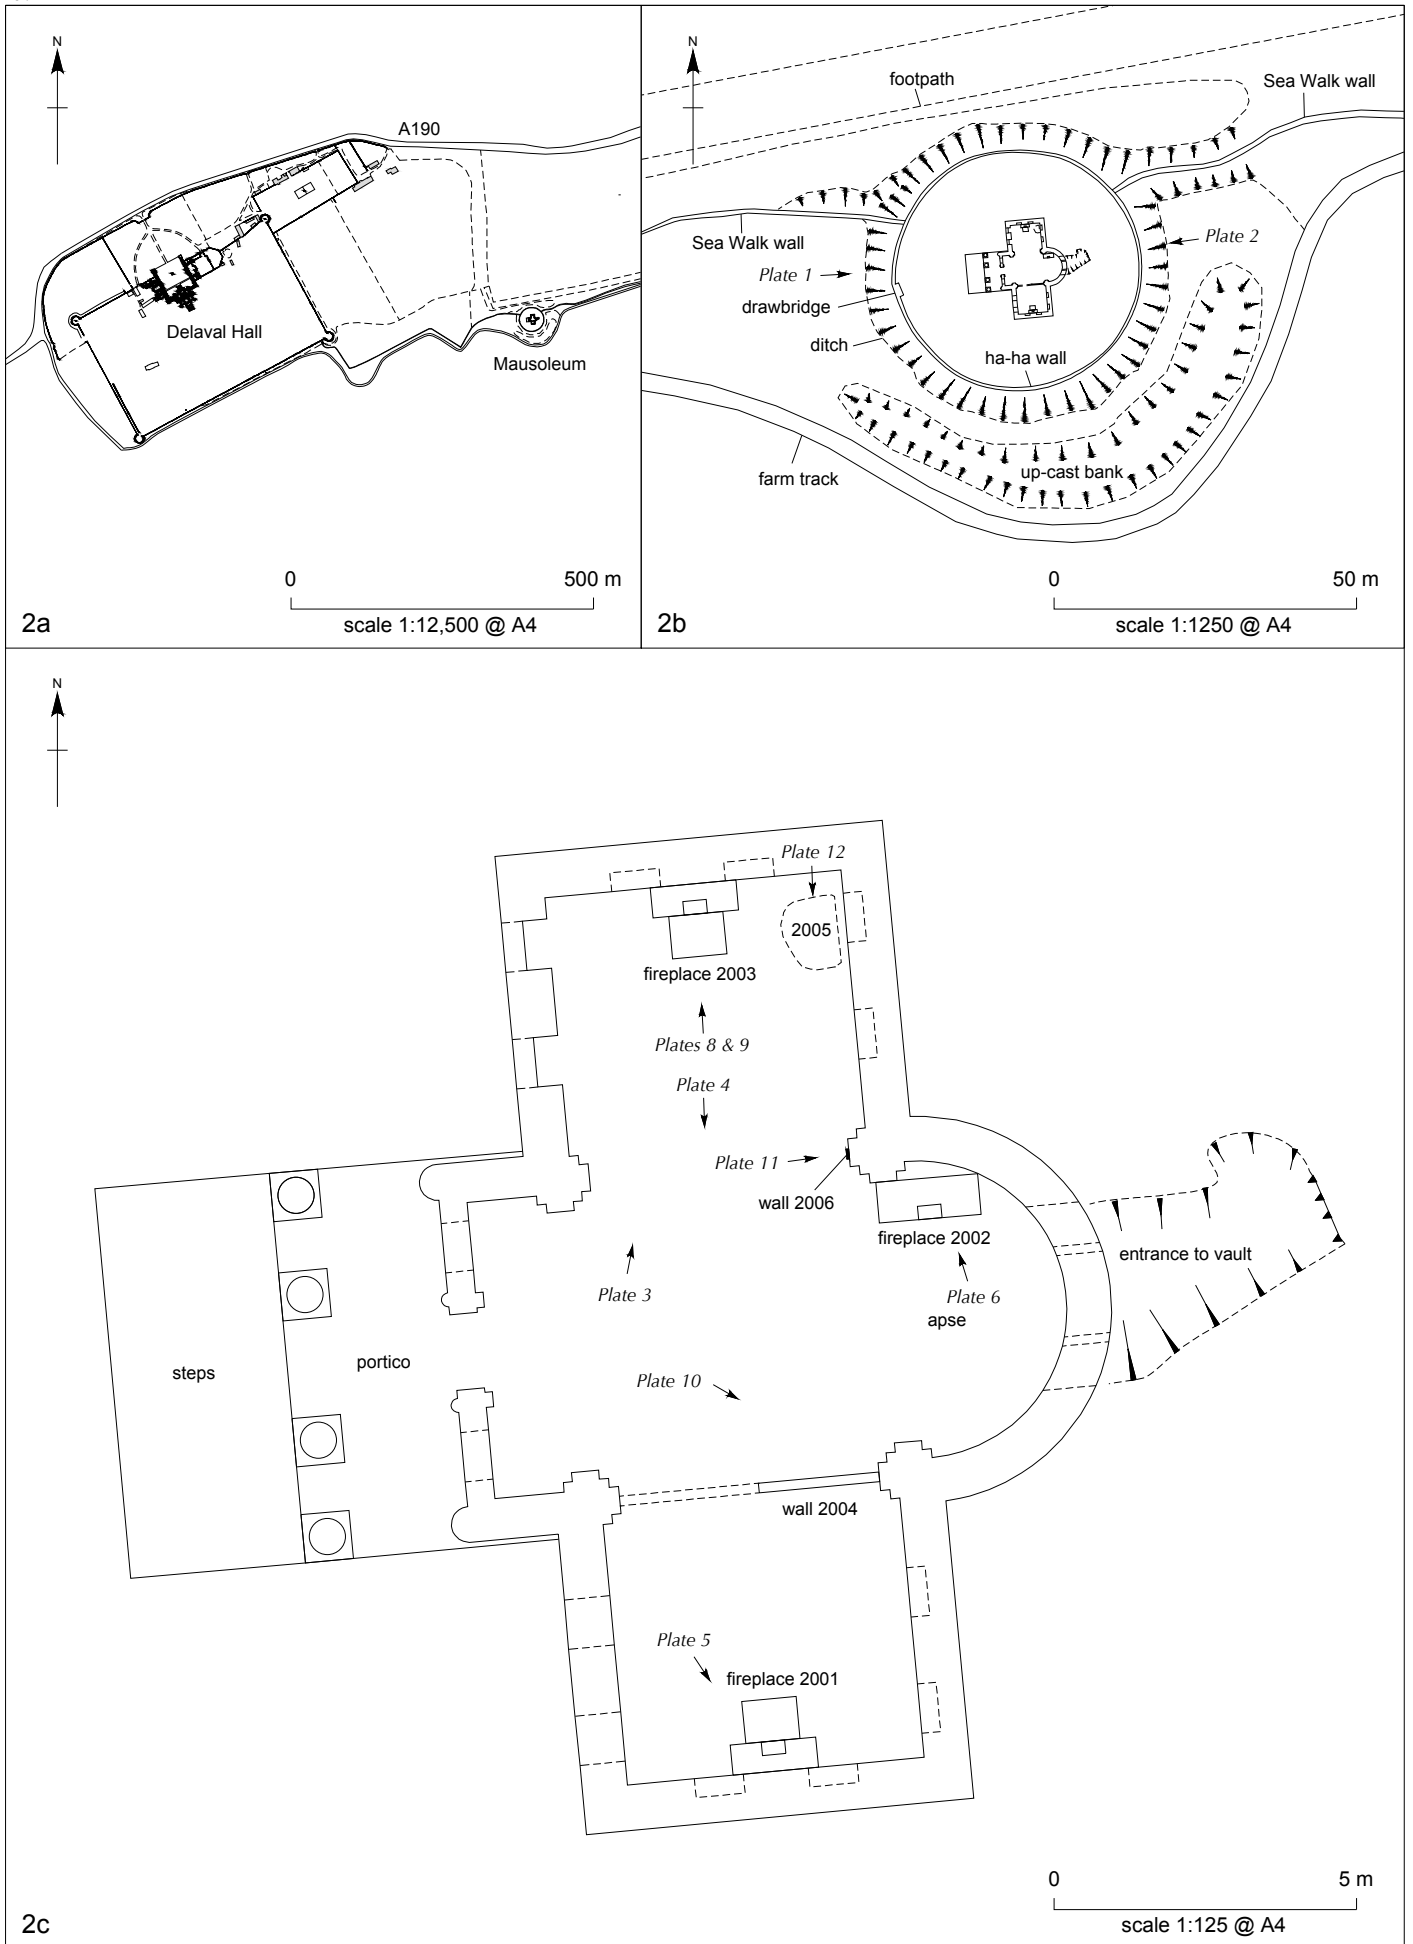 N
A190
Delaval Hall
Mausoleum
0 500 m
scale 1:12,500 @ A4
2a
N
footpath
Sea Walk wall
Sea Walk wall
Plate 2
Plate 1
drawbridge
ditch
ha-ha wall
up-cast bank
farm track
0 50 m
scale 1:1250 @ A4
2b
N
Plate 12
2005
fireplace 2003
Plates 8 & 9
Plate 4
Plate 11
wall 2006
fireplace 2002
entrance to vault
Plate 3
Plate 6
apse
portico
steps
Plate 10
wall 2004
Plate 5
fireplace 2001
0 5 m
scale 1:125 @ A4
2c